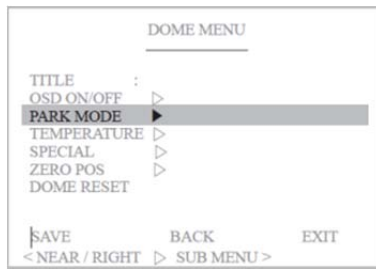 DOME MENU
TITLE :
OSD ON/OFF ▷
PARK MODE ▶
TEMPERATURE ▷
SPECIAL ▷
ZERO POS ▷
DOME RESET
SAVE BACK EXIT
< NEAR / RIGHT ▷ SUB MENU >